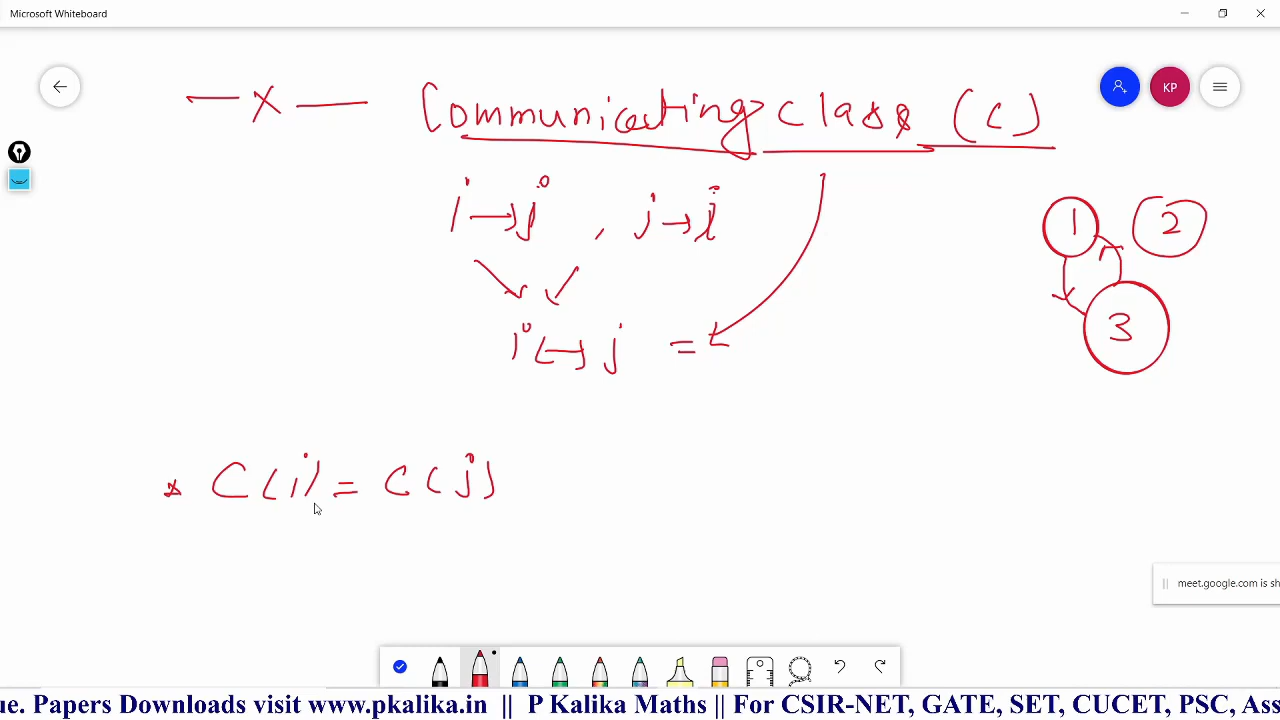 Microsoft Whiteboard
KP
—x— Communicating class (C)
i→j , j→i
1 2
3
i↔j =
* C(i) = C(j)
meet.google.com is sh
ue. Papers Downloads visit www.pkalika.in || P Kalika Maths || For CSIR-NET, GATE, SET, CUCET, PSC, Ass